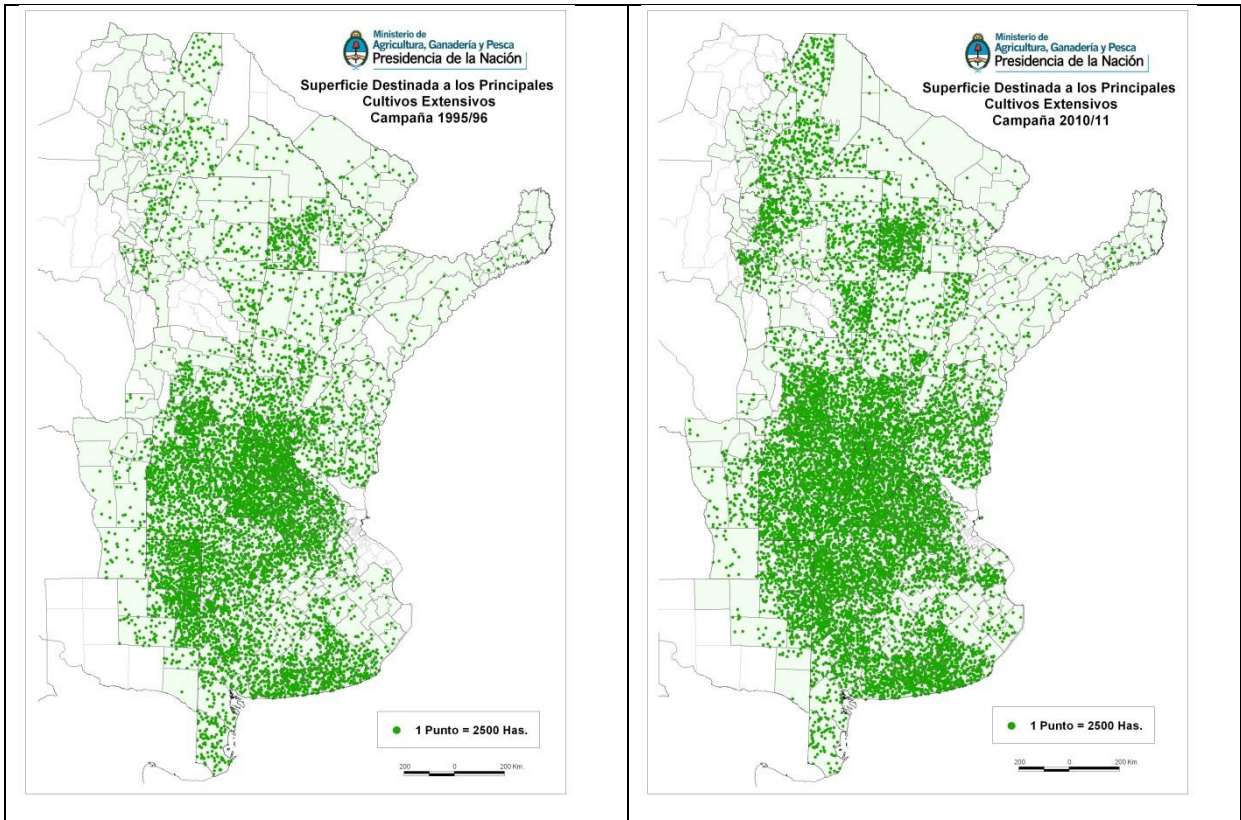 Ministerio de
Agricultura, Ganadería y Pesca
Presidencia de la Nación
Superficie Destinada a los Principales
Cultivos Extensivos
Campaña 1995/96
1 Punto = 2500 Has.
200 0 200 Km.
Ministerio de
Agricultura, Ganadería y Pesca
Presidencia de la Nación
Superficie Destinada a los Principales
Cultivos Extensivos
Campaña 2010/11
1 Punto = 2500 Has.
200 0 200 Km.